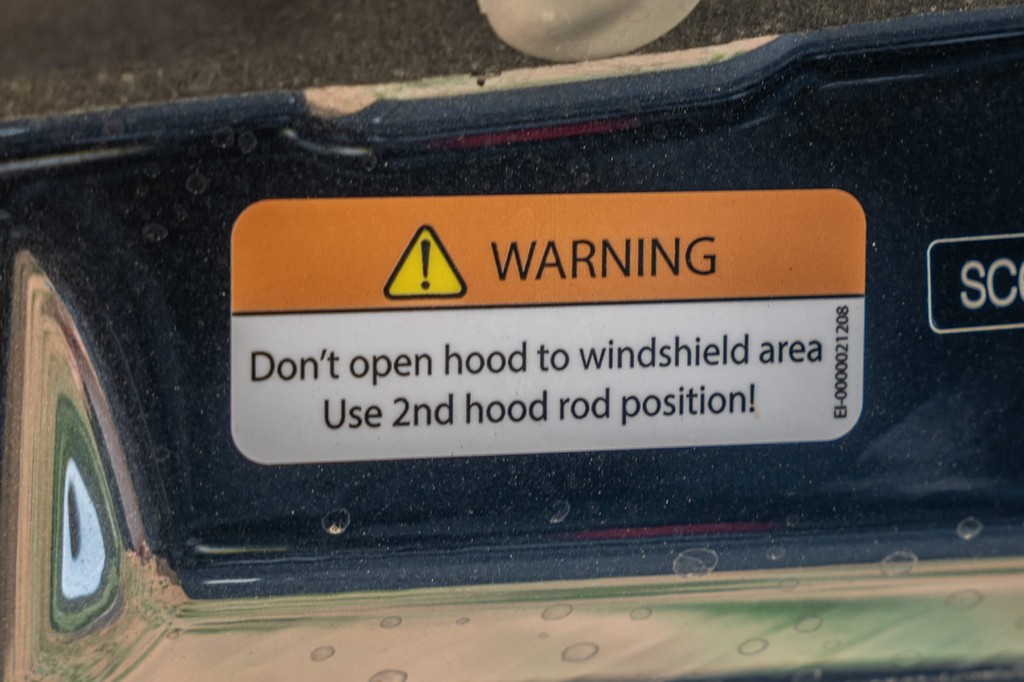 WARNING
Don't open hood to windshield area
Use 2nd hood rod position!
EI-0000021208